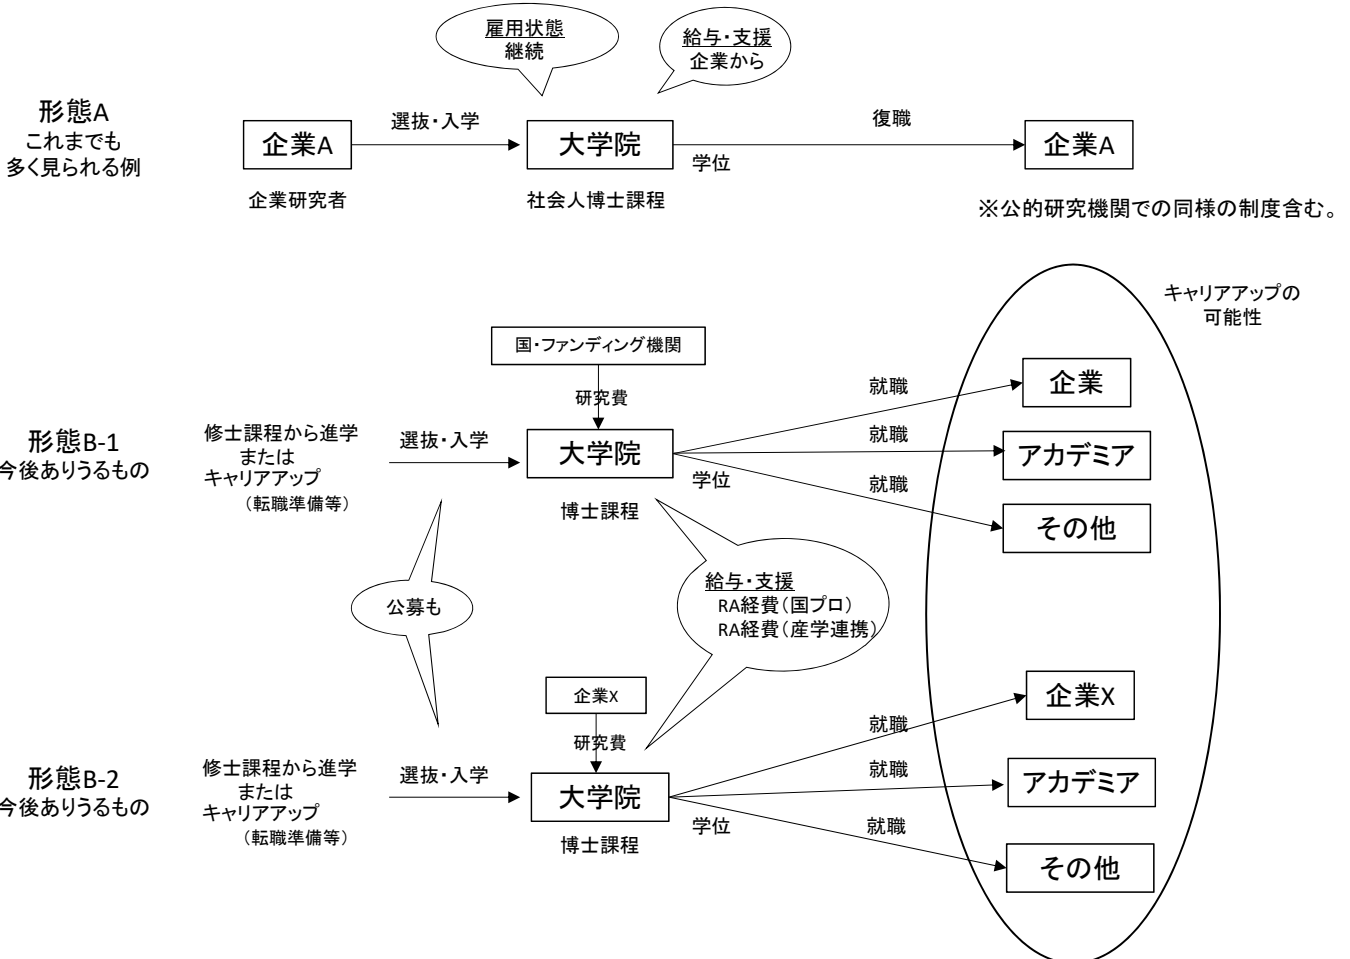 雇用状態
継続
給与・支援
企業から
形態A
これまでも
多く見られる例
企業A
選抜・入学
大学院
学位
復職
企業A
企業研究者
社会人博士課程
※公的研究機関での同様の制度含む。
キャリアアップの
可能性
国・ファンディング機関
研究費
形態B-1
今後ありうるもの
修士課程から進学
または
キャリアアップ
（転職準備等）
選抜・入学
大学院
博士課程
学位
就職
企業
就職
アカデミア
就職
その他
公募も
給与・支援
RA経費（国プロ）
RA経費（産学連携）
企業X
研究費
形態B-2
今後ありうるもの
修士課程から進学
または
キャリアアップ
（転職準備等）
選抜・入学
大学院
博士課程
学位
就職
企業X
就職
アカデミア
就職
その他